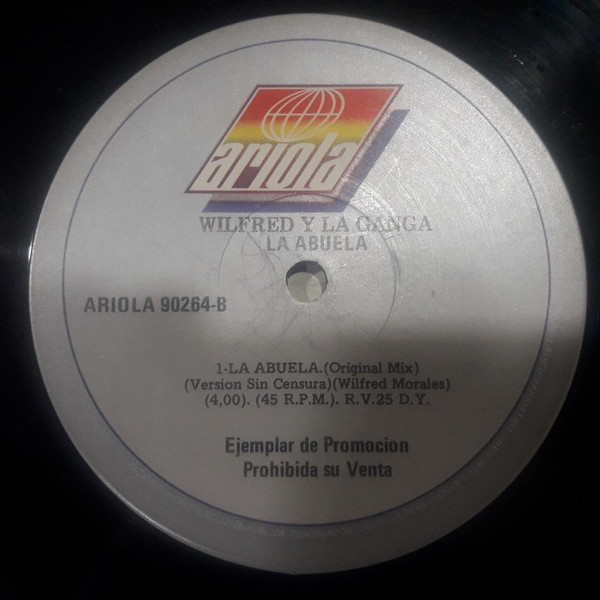 ariola
WILFRED Y LA GANGA
LA ABUELA
ARIOLA 90264-B
1-LA ABUELA.(Original Mix)
(Version Sin Censura)(Wilfred Morales)
(4,00). (45 R.P.M.). R.V.25 D.Y.
Ejemplar de Promocion
Prohibida su Venta